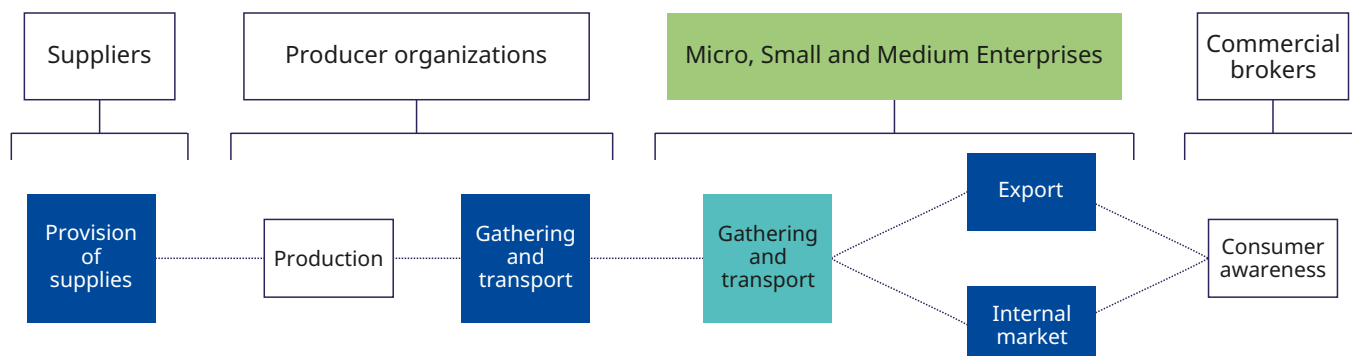 Suppliers
Producer organizations
Micro, Small and Medium Enterprises
Commercial
brokers
Provision
of
supplies
Production
Gathering
and
transport
Gathering
and
transport
Export
Internal
market
Consumer
awareness